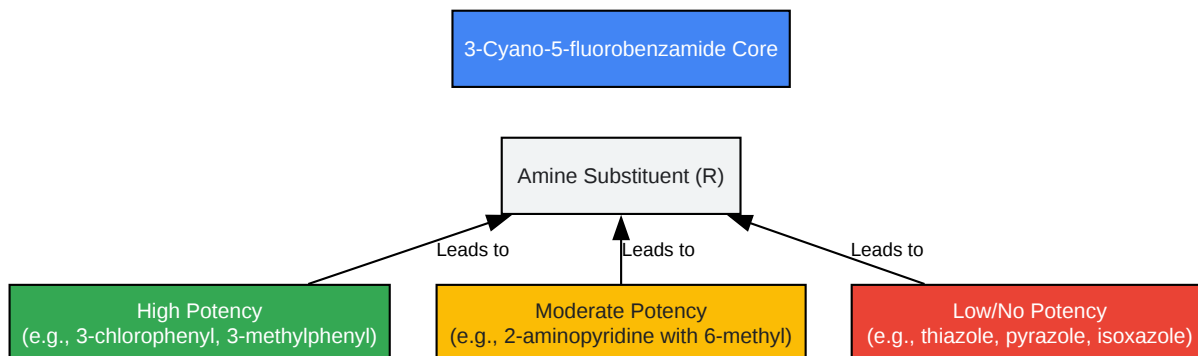 3-Cyano-5-fluorobenzamide Core
Amine Substituent (R)
Leads to
Leads to
Leads to
High Potency
(e.g., 3-chlorophenyl, 3-methylphenyl)
Moderate Potency
(e.g., 2-aminopyridine with 6-methyl)
Low/No Potency
(e.g., thiazole, pyrazole, isoxazole)